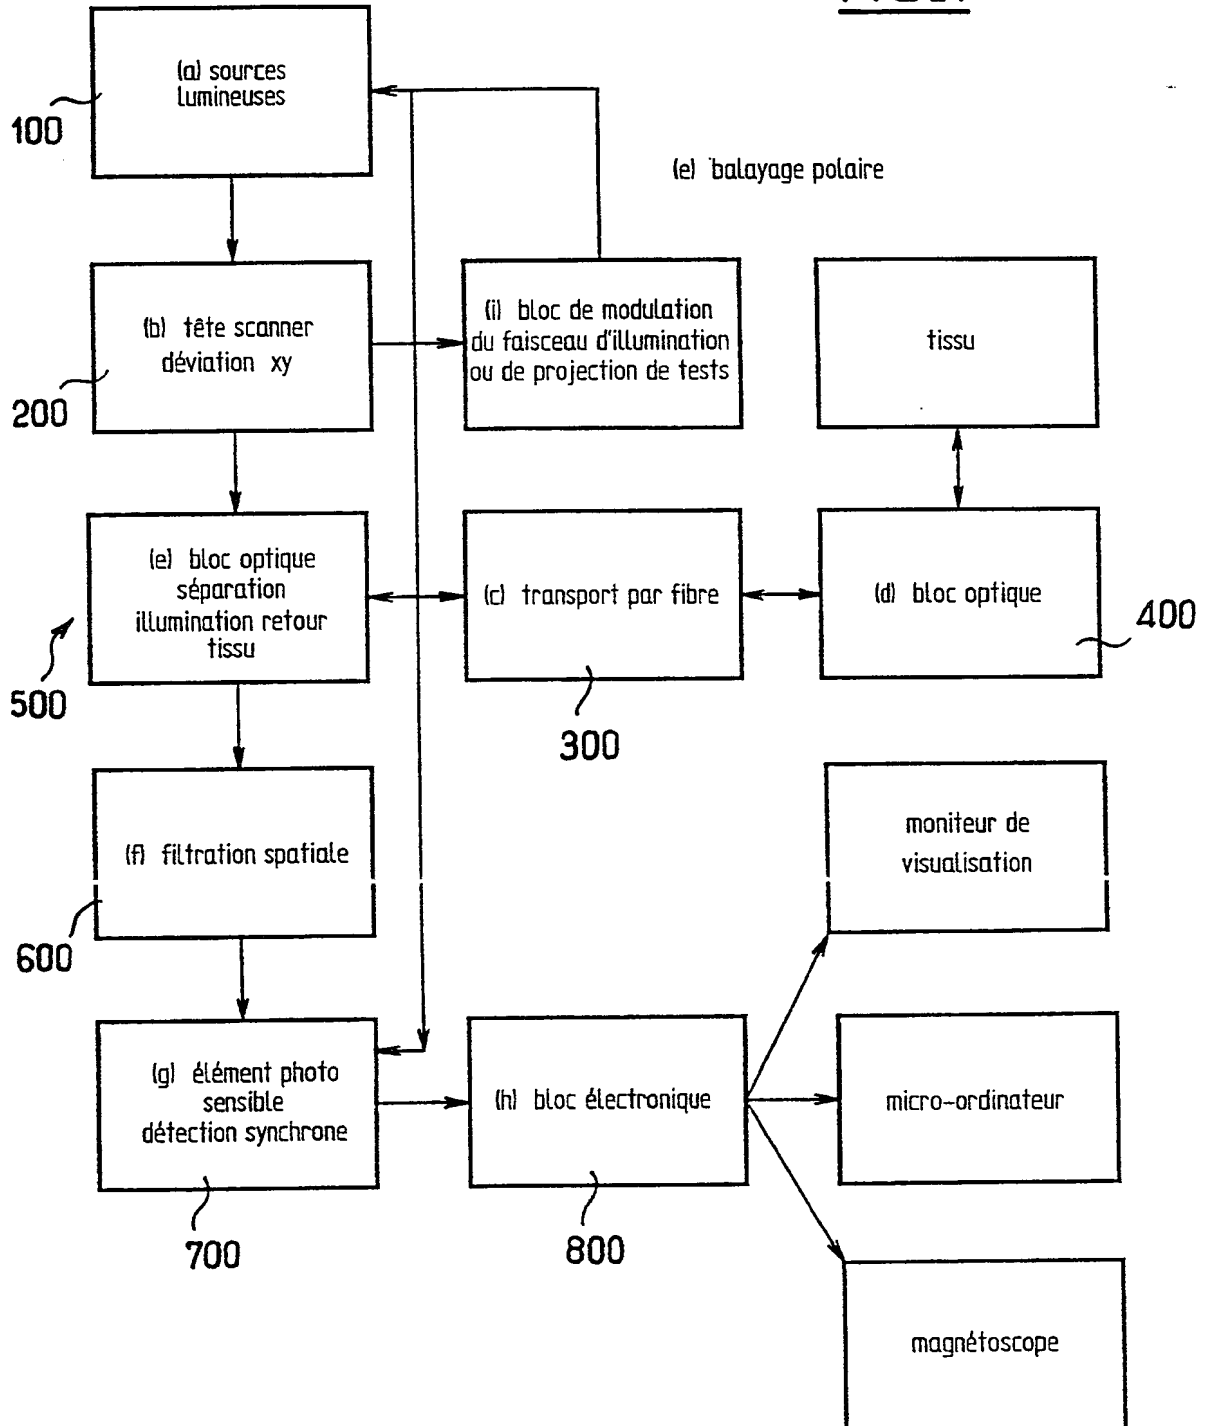 (a) sources
lumineuses
100
(e) balayage polaire
(b) tête scanner
déviation xy
200
(i) bloc de modulation
du faisceau d'illumination
ou de projection de tests
tissu
(e) bloc optique
séparation
illumination retour
tissu
500
(c) transport par fibre
300
(d) bloc optique
400
(f) filtration spatiale
600
moniteur de
visualisation
(g) élément photo
sensible
détection synchrone
700
(h) bloc électronique
800
micro-ordinateur
magnétoscope